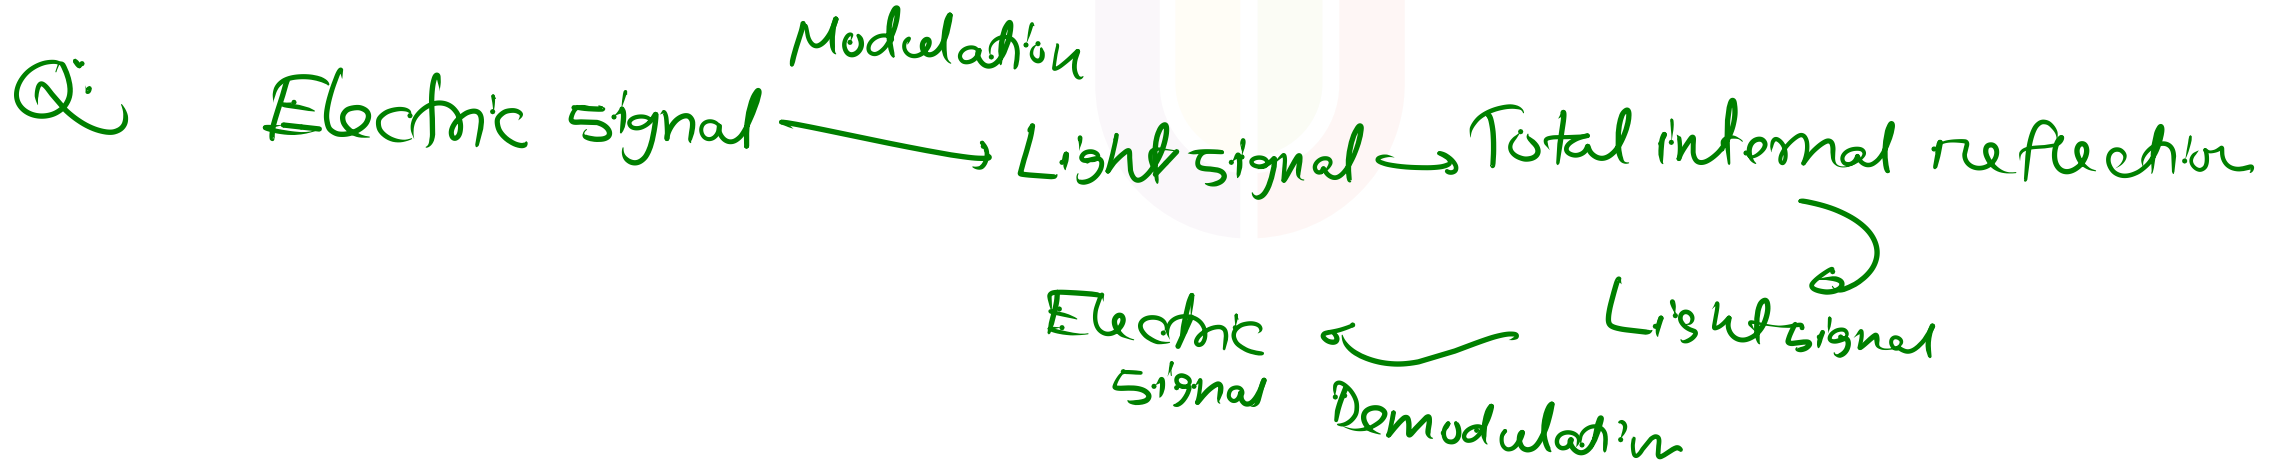 Q:
Modulation
Electric signal → Light signal → Total internal reflection
Light signal
Electric
signal
Demodulation